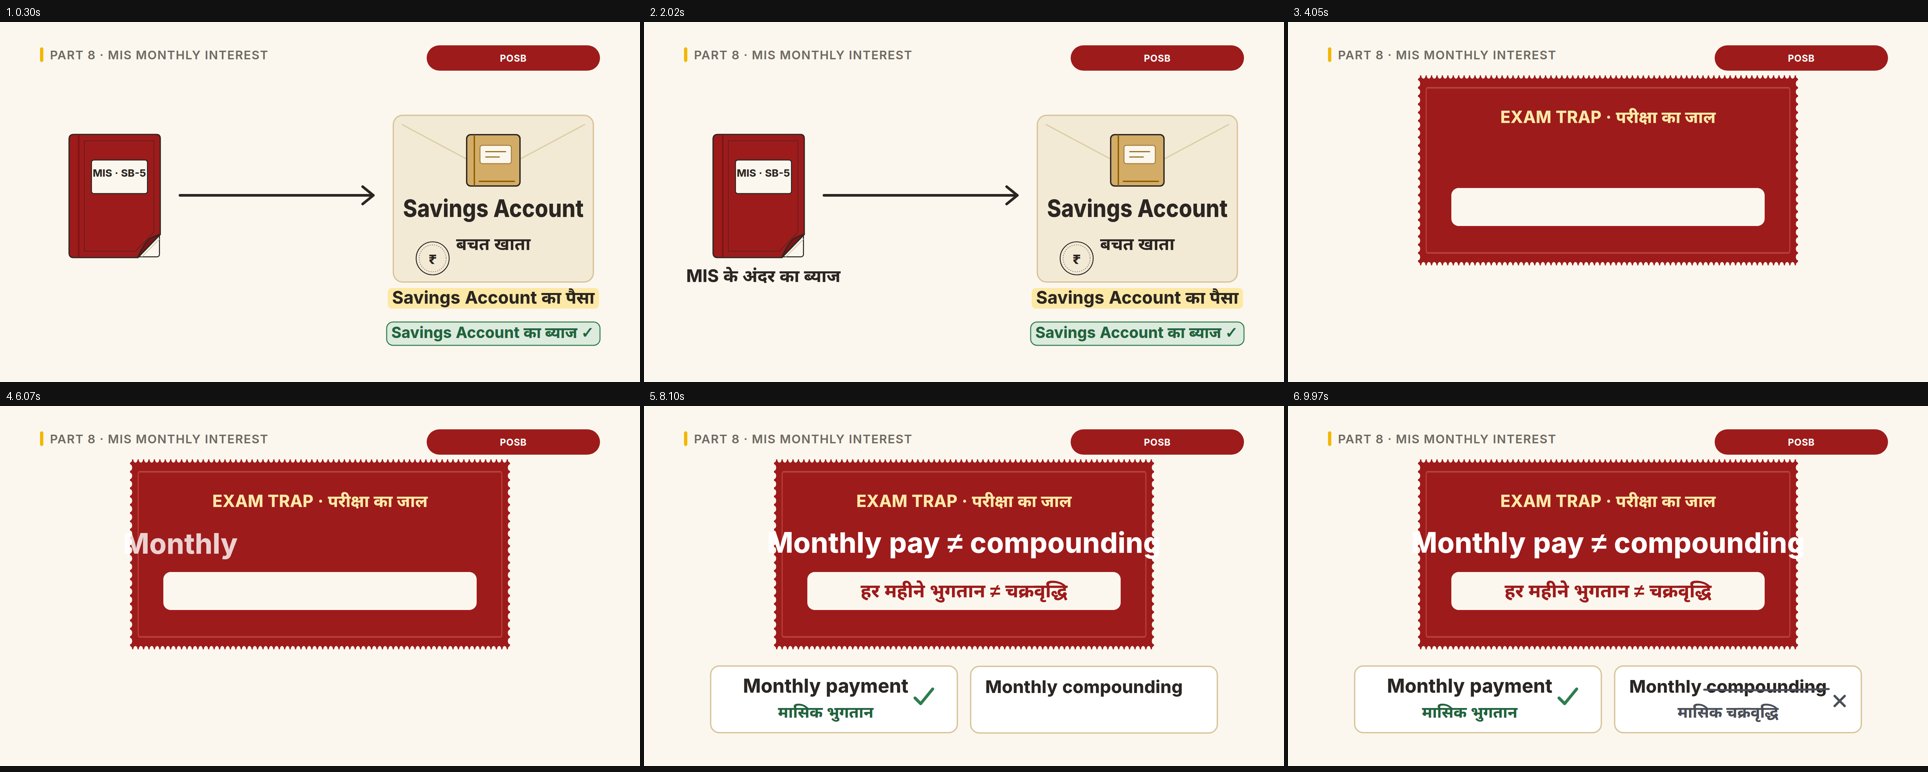 1. 0.30s
PART 8 · MIS MONTHLY INTEREST
POSB
MIS · SB-5
Savings Account
बचत खाता
₹
Savings Account का पैसा
Savings Account का ब्याज ✓
2. 2.02s
PART 8 · MIS MONTHLY INTEREST
POSB
MIS · SB-5
Savings Account
बचत खाता
₹
MIS के अंदर का ब्याज
Savings Account का पैसा
Savings Account का ब्याज ✓
3. 4.05s
PART 8 · MIS MONTHLY INTEREST
POSB
EXAM TRAP · परीक्षा का जाल
4. 6.07s
PART 8 · MIS MONTHLY INTEREST
POSB
EXAM TRAP · परीक्षा का जाल
Monthly
5. 8.10s
PART 8 · MIS MONTHLY INTEREST
POSB
EXAM TRAP · परीक्षा का जाल
Monthly pay ≠ compounding
हर महीने भुगतान ≠ चक्रवृद्धि
Monthly payment
मासिक भुगतान
Monthly compounding
6. 9.97s
PART 8 · MIS MONTHLY INTEREST
POSB
EXAM TRAP · परीक्षा का जाल
Monthly pay ≠ compounding
हर महीने भुगतान ≠ चक्रवृद्धि
Monthly payment
मासिक भुगतान
Monthly compounding
मासिक चक्रवृद्धि